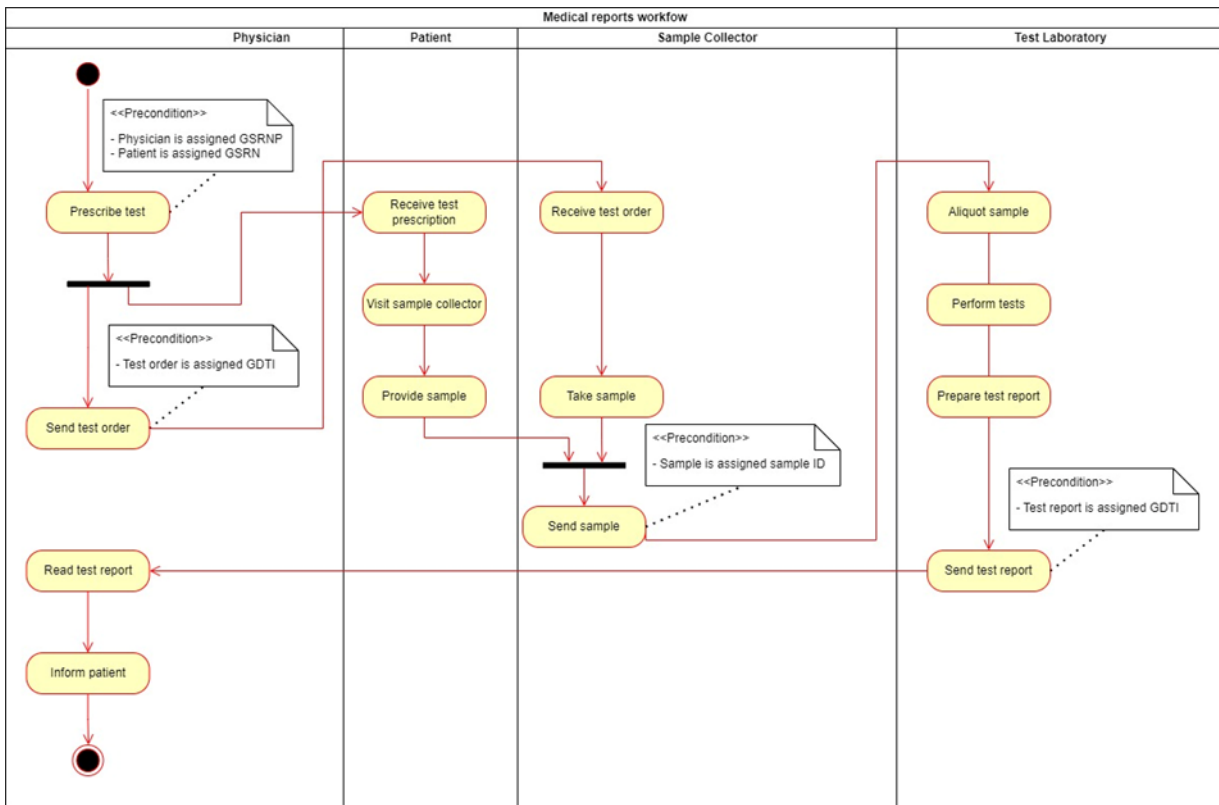 Medical reports workfow
Physician
Patient
Sample Collector
Test Laboratory
<<Precondition>>
- Physician is assigned GSRNP
- Patient is assigned GSRN
Prescribe test
Receive test
prescription
Receive test order
Aliquot sample
Visit sample collector
Perform tests
<<Precondition>>
- Test order is assigned GDTI
Send test order
Provide sample
Take sample
Prepare test report
<<Precondition>>
- Sample is assigned sample ID
<<Precondition>>
- Test report is assigned GDTI
Send sample
Read test report
Send test report
Inform patient